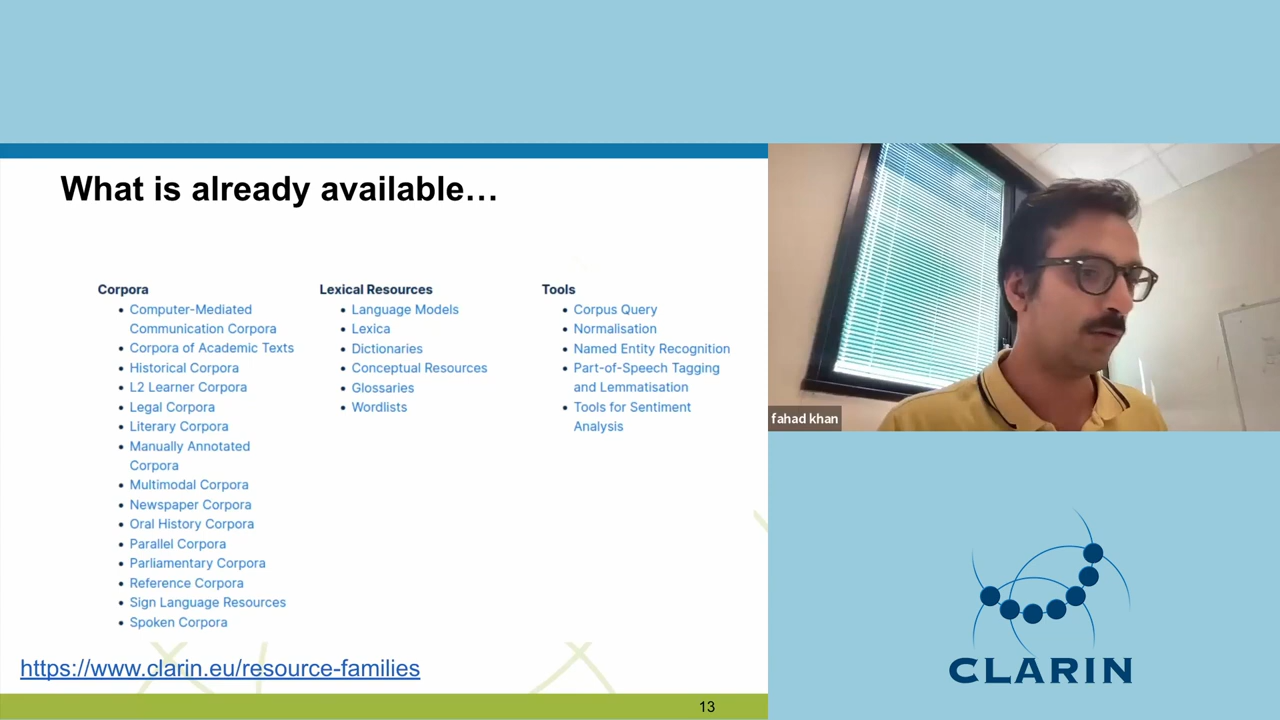 What is already available…
Corpora
Computer-Mediated
Communication Corpora
Corpora of Academic Texts
Historical Corpora
L2 Learner Corpora
Legal Corpora
Literary Corpora
Manually Annotated
Corpora
Multimodal Corpora
Newspaper Corpora
Oral History Corpora
Parallel Corpora
Parliamentary Corpora
Reference Corpora
Sign Language Resources
Spoken Corpora
Lexical Resources
Language Models
Lexica
Dictionaries
Conceptual Resources
Glossaries
Wordlists
Tools
Corpus Query
Normalisation
Named Entity Recognition
Part-of-Speech Tagging
and Lemmatisation
Tools for Sentiment
Analysis
https://www.clarin.eu/resource-families
13
fahad khan
CLARIN